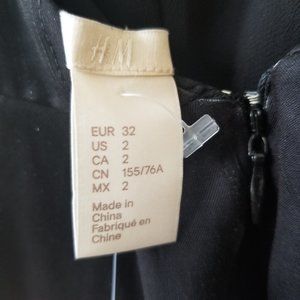 H&M
EUR 32
US 2
CA 2
CN 155/76A
MX 2
Made in
China
Fabriqué en
Chine